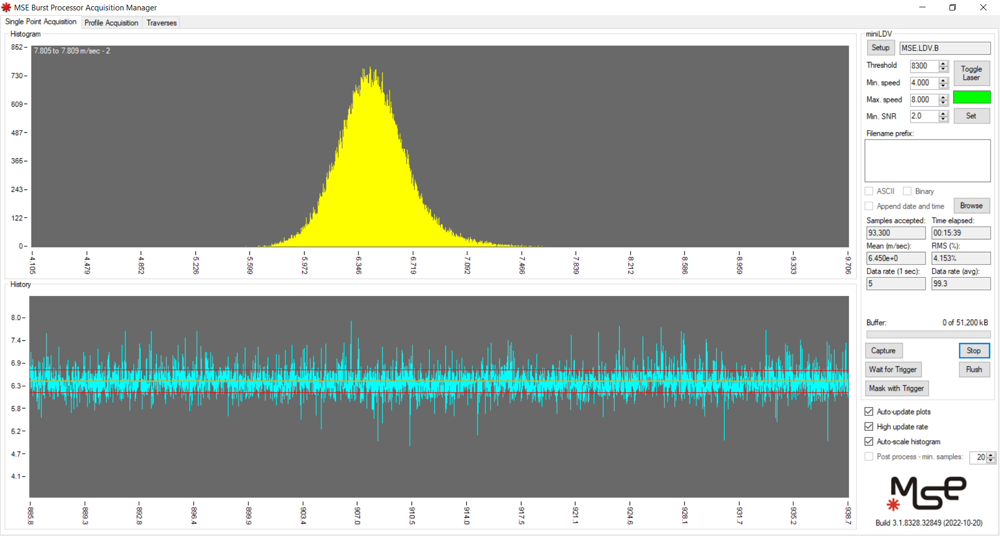 MSE Burst Processor Acquisition Manager
Single Point Acquisition Profile Acquisition Traverses
Histogram
7.805 to 7.809 m/sec - 2
852
730
609
487
365
243
122
0
4.105 4.479 4.852 5.226 5.599 5.972 6.346 6.719 7.092 7.466 7.839 8.212 8.586 8.959 9.333 9.706
History
8.0
7.4
6.9
6.3
5.8
5.2
4.7
4.1
885.8 889.3 892.8 896.4 899.9 903.4 907.0 910.5 914.0 917.5 921.1 924.6 928.1 931.7 935.2 938.7
miniLDV
Setup MSE.LDV.B
Threshold 8300
Toggle Laser
Min. speed 4.000
Max. speed 8.000
Min. SNR 2.0 Set
Filename prefix:
ASCII Binary
Append date and time Browse
Samples accepted: Time elapsed:
93,300 00:15:39
Mean (m/sec): RMS (%):
6.450e+0 4.153%
Data rate (1 sec): Data rate (avg):
5 99.3
Buffer: 0 of 51,200 kB
Capture Stop
Wait for Trigger Flush
Mask with Trigger
Auto-update plots
High update rate
Auto-scale histogram
Post process - min. samples: 20
Mse
Build 3.1.8328.32849 (2022-10-20)